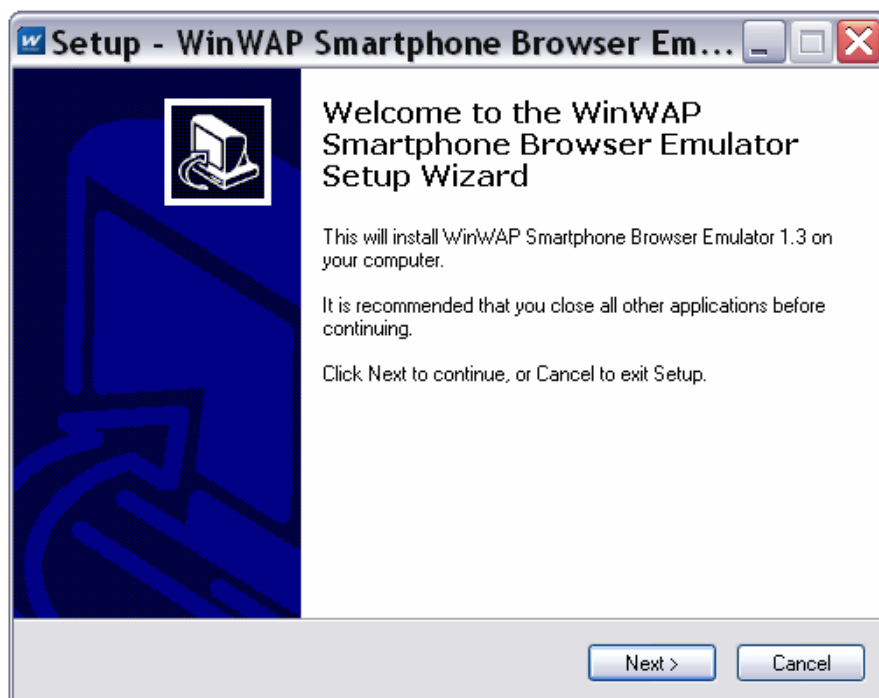 Setup - WinWAP Smartphone Browser Em...
Welcome to the WinWAP
Smartphone Browser Emulator
Setup Wizard
This will install WinWAP Smartphone Browser Emulator 1.3 on
your computer.
It is recommended that you close all other applications before
continuing.
Click Next to continue, or Cancel to exit Setup.
Next >
Cancel